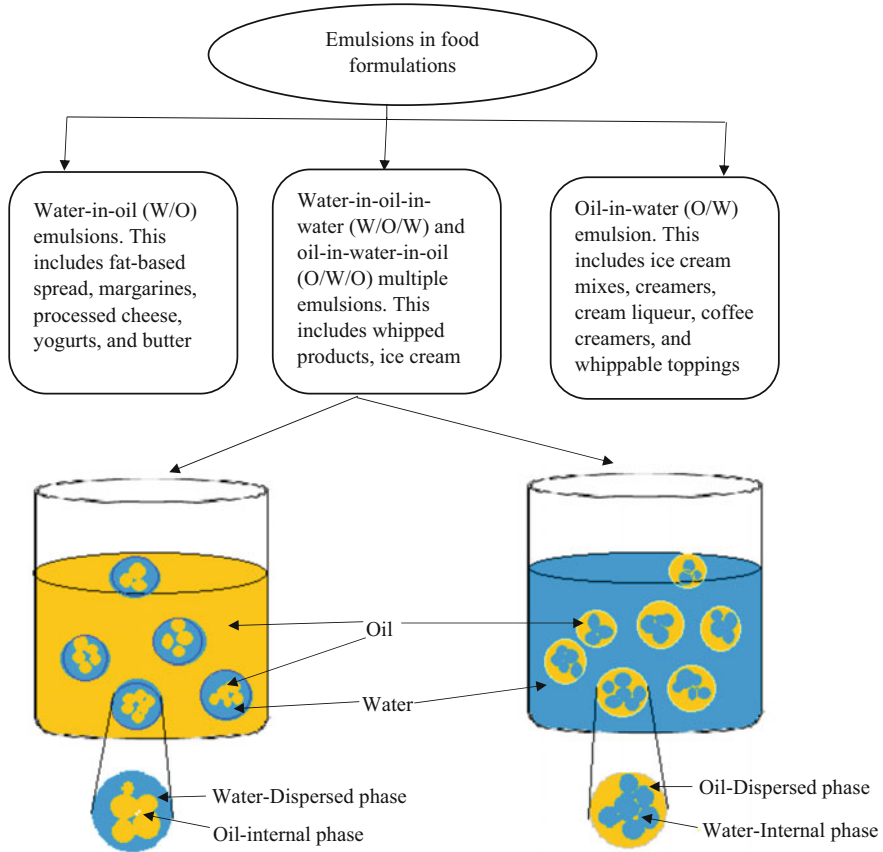 Emulsions in food
formulations
Water-in-oil (W/O)
emulsions. This
includes fat-based
spread, margarines,
processed cheese,
yogurts, and butter
Water-in-oil-in-
water (W/O/W) and
oil-in-water-in-oil
(O/W/O) multiple
emulsions. This
includes whipped
products, ice cream
Oil-in-water (O/W)
emulsion. This
includes ice cream
mixes, creamers,
cream liqueur, coffee
creamers, and
whippable toppings
Oil
Water
Water-Dispersed phase
Oil-internal phase
Oil-Dispersed phase
Water-Internal phase